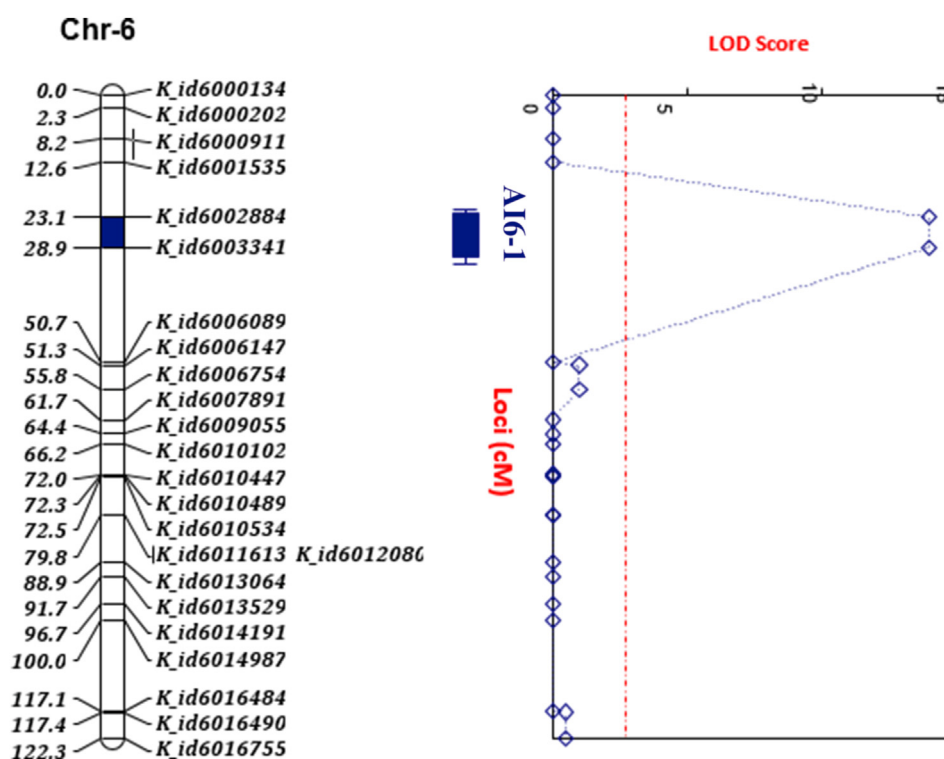 Chr-6
LOD Score
0.0 K_id6000134
2.3 K_id6000202
8.2 K_id6000911
12.6 K_id6001535
23.1 K_id6002884
28.9 K_id6003341
50.7 K_id6006089
51.3 K_id6006147
55.8 K_id6006754
61.7 K_id6007891
64.4 K_id6009055
66.2 K_id6010102
72.0 K_id6010447
72.3 K_id6010489
72.5 K_id6010534
79.8 K_id6011613 K_id6012080
88.9 K_id6013064
91.7 K_id6013529
96.7 K_id6014191
100.0 K_id6014987
117.1 K_id6016484
117.4 K_id6016490
122.3 K_id6016755
AI6-1
0 5 10
Loci (cM)